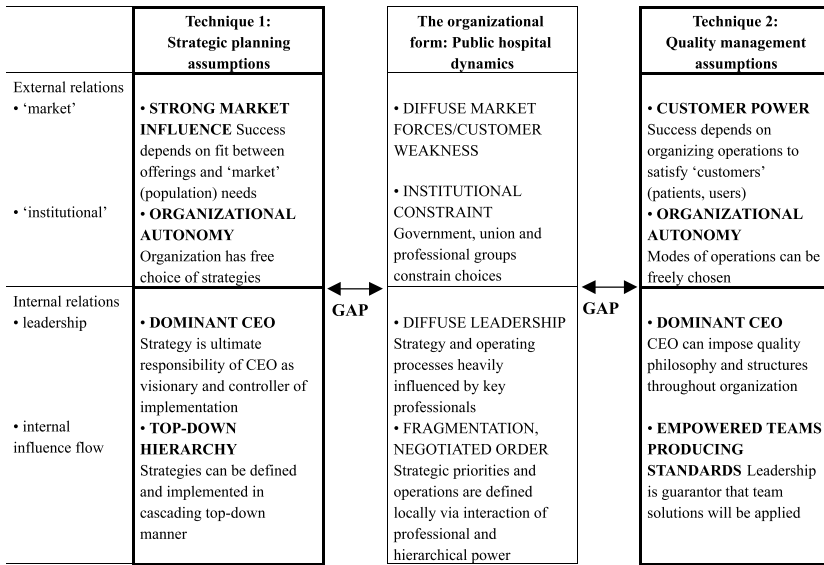 Technique 1:
Strategic planning
assumptions
The organizational
form: Public hospital
dynamics
Technique 2:
Quality management
assumptions
External relations
• ‘market’
• STRONG MARKET
INFLUENCE Success
depends on fit between
offerings and ‘market’
(population) needs
• DIFFUSE MARKET
FORCES/CUSTOMER
WEAKNESS
• CUSTOMER POWER
Success depends on
organizing operations to
satisfy ‘customers’
(patients, users)
• ‘institutional’
• ORGANIZATIONAL
AUTONOMY
Organization has free
choice of strategies
• INSTITUTIONAL
CONSTRAINT
Government, union and
professional groups
constrain choices
• ORGANIZATIONAL
AUTONOMY
Modes of operations can be
freely chosen
GAP
GAP
Internal relations
• leadership
• DOMINANT CEO
Strategy is ultimate
responsibility of CEO as
visionary and controller of
implementation
• DIFFUSE LEADERSHIP
Strategy and operating
processes heavily
influenced by key
professionals
• DOMINANT CEO
CEO can impose quality
philosophy and structures
throughout organization
• internal
influence flow
• TOP-DOWN
HIERARCHY
Strategies can be defined
and implemented in
cascading top-down
manner
• FRAGMENTATION,
NEGOTIATED ORDER
Strategic priorities and
operations are defined
locally via interaction of
professional and
hierarchical power
• EMPOWERED TEAMS
PRODUCING
STANDARDS Leadership
is guarantor that team
solutions will be applied